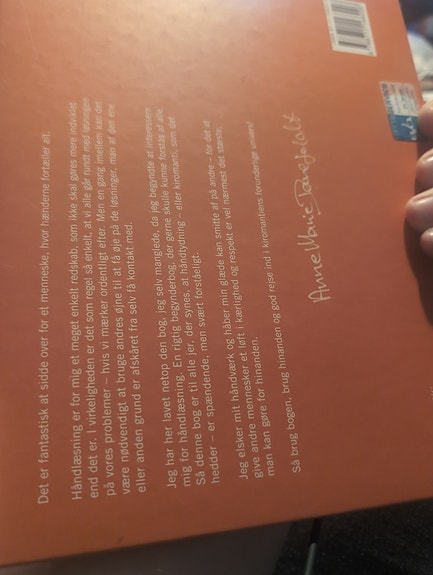 Det er fantastisk at sidde over for et menneske, hvor hænderne fortæller alt.
Håndlæsning er for mig et meget enkelt redskab, som ikke skal gøres mere indviklet
end det er. I virkeligheden er det som regel så enkelt, at vi alle går rundt med løsningen
på vores problemer – hvis vi mærker ordentligt efter. Men en gang imellem kan det
være nødvendigt at bruge andres øjne til at få øje på de løsninger, man af den ene
eller anden grund er afskåret fra selv få kontakt med.
Jeg har her lavet netop den bog, jeg selv manglede, da jeg begyndte at interessere
mig for håndlæsning. En rigtig begynderbog, der gerne skulle kunne forstås af alle.
Så denne bog er til alle jer, der synes, at håndtydning – eller kiromanti, som det
hedder – er spændende, men svært forståeligt.
Jeg elsker mit håndværk og håber min glæde kan smitte af på andre – for det at
give andre mennesker et løft i kærlighed og respekt er vel nærmest det største,
man kan gøre for hinanden.
Så brug bogen, brug hinanden og god rejse ind i kiromantiens forunderlige univers!
Anne Marie